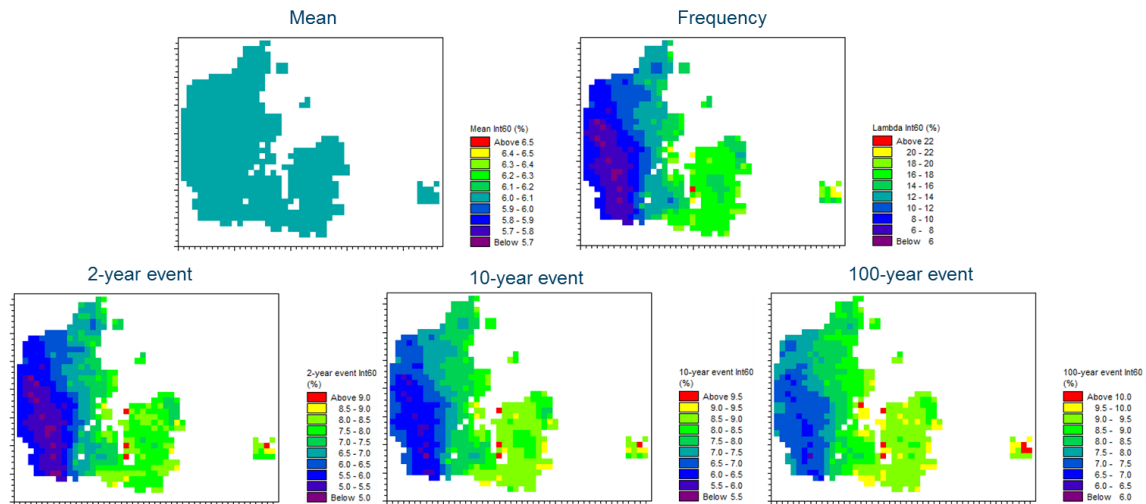 Mean
Frequency
Mean Int60 (%)
Above 6.5
6.4 - 6.5
6.3 - 6.4
6.2 - 6.3
6.1 - 6.2
6.0 - 6.1
5.9 - 6.0
5.8 - 5.9
5.7 - 5.8
Below 5.7
Lambda Int60 (%)
Above 22
20 - 22
18 - 20
16 - 18
14 - 16
12 - 14
10 - 12
8 - 10
6 - 8
Below 6
2-year event
10-year event
100-year event
2-year event Int60
(%)
Above 9.0
8.5 - 9.0
8.0 - 8.5
7.5 - 8.0
7.0 - 7.5
6.5 - 7.0
6.0 - 6.5
5.5 - 6.0
5.0 - 5.5
Below 5.0
10-year event Int60
(%)
Above 9.5
9.0 - 9.5
8.5 - 9.0
8.0 - 8.5
7.5 - 8.0
7.0 - 7.5
6.5 - 7.0
6.0 - 6.5
5.5 - 6.0
Below 5.5
100-year event Int60
(%)
Above 10.0
9.5 - 10.0
9.0 - 9.5
8.5 - 9.0
8.0 - 8.5
7.5 - 8.0
7.0 - 7.5
6.5 - 7.0
6.0 - 6.5
Below 6.0